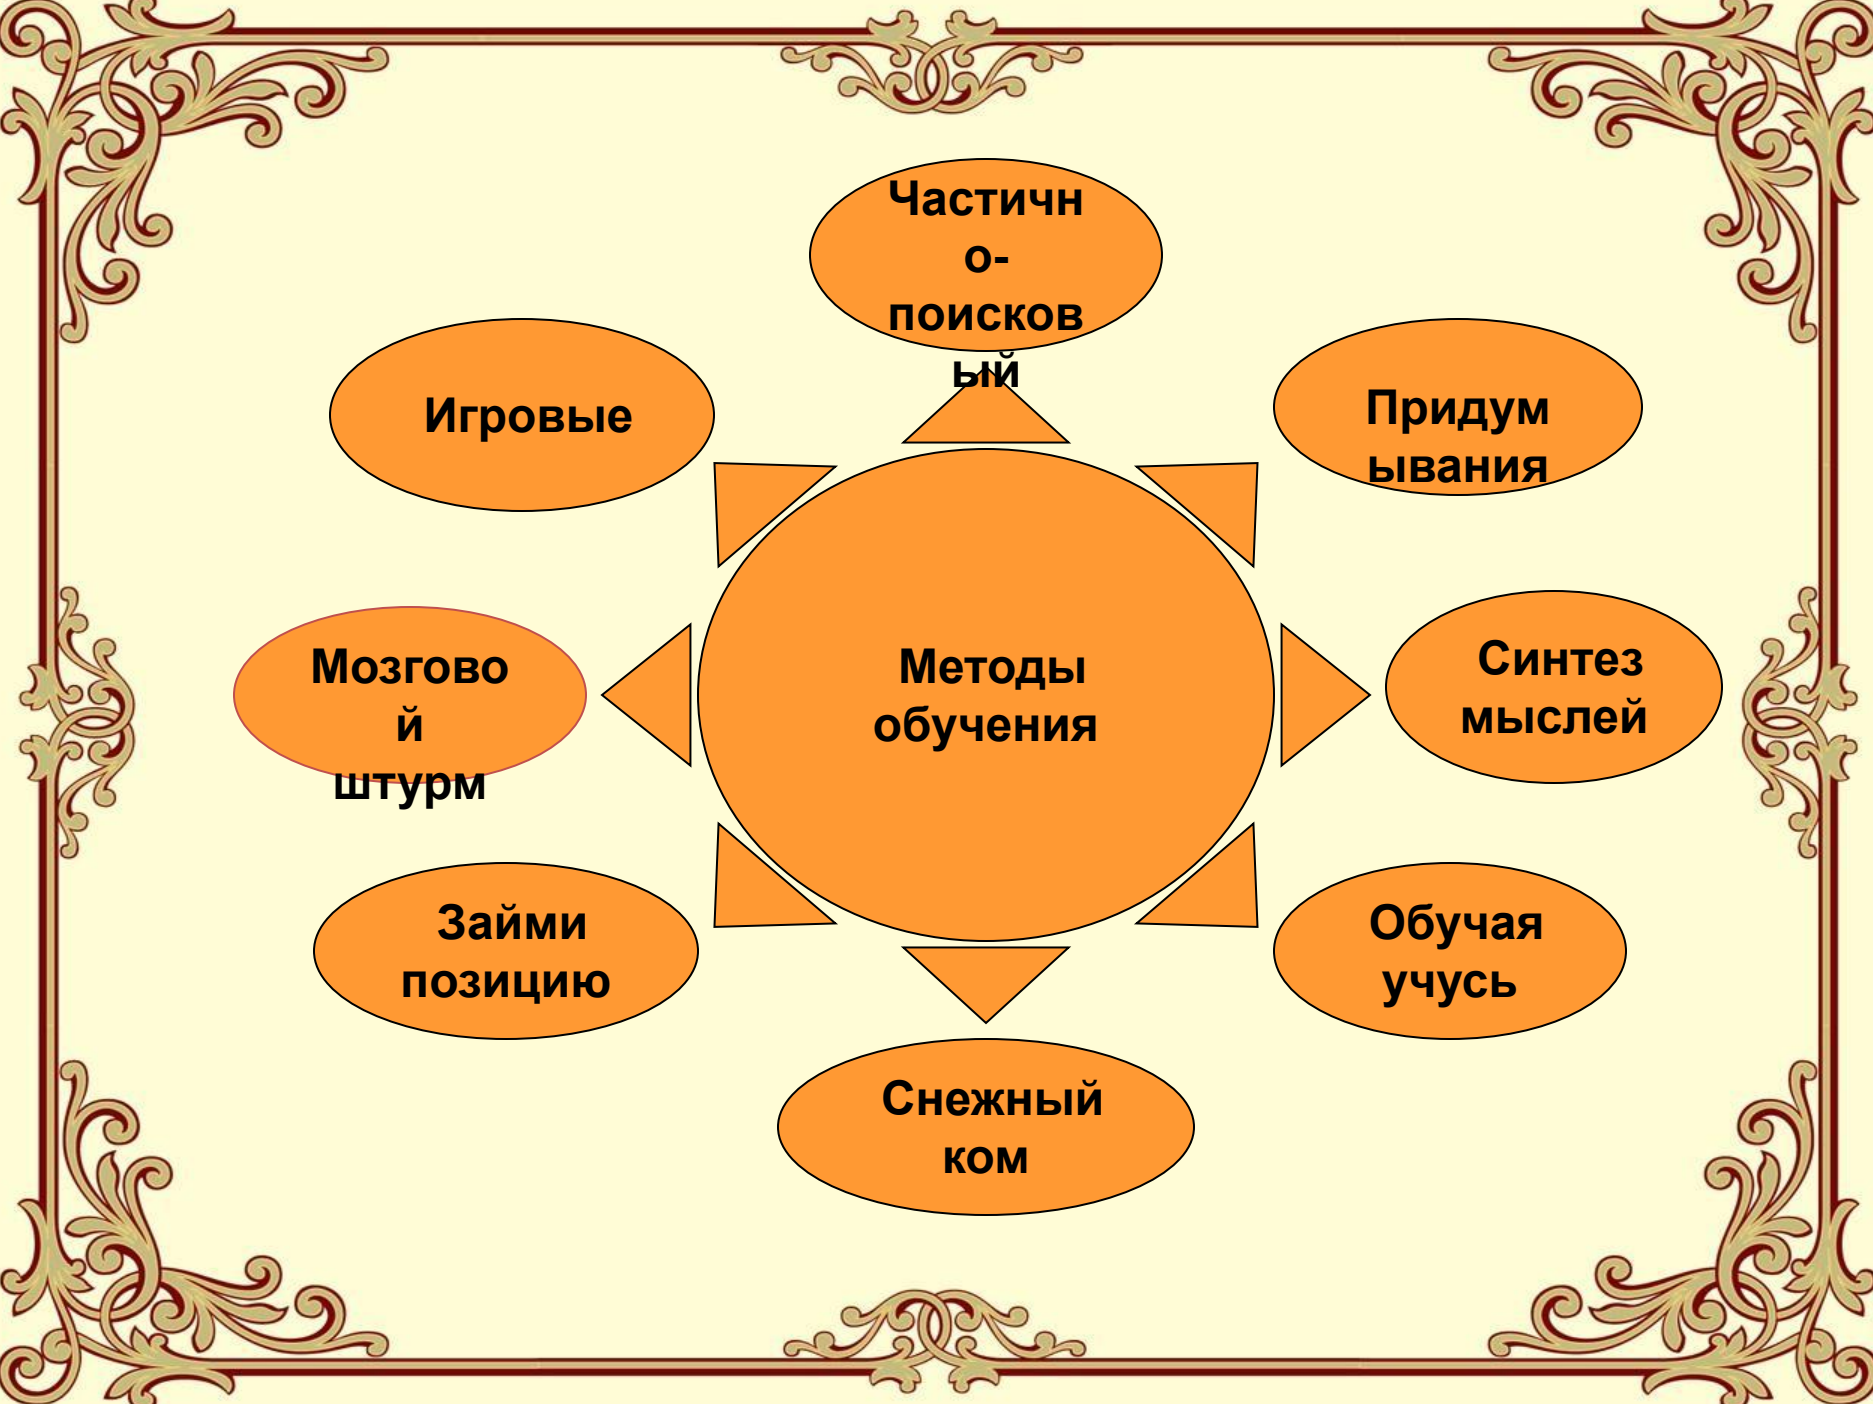 Частичн
о-
поисков
ый
Игровые
Придум
ывания
Мозгово
й
штурм
Методы
обучения
Синтез
мыслей
Займи
позицию
Обучая
учусь
Снежный
ком